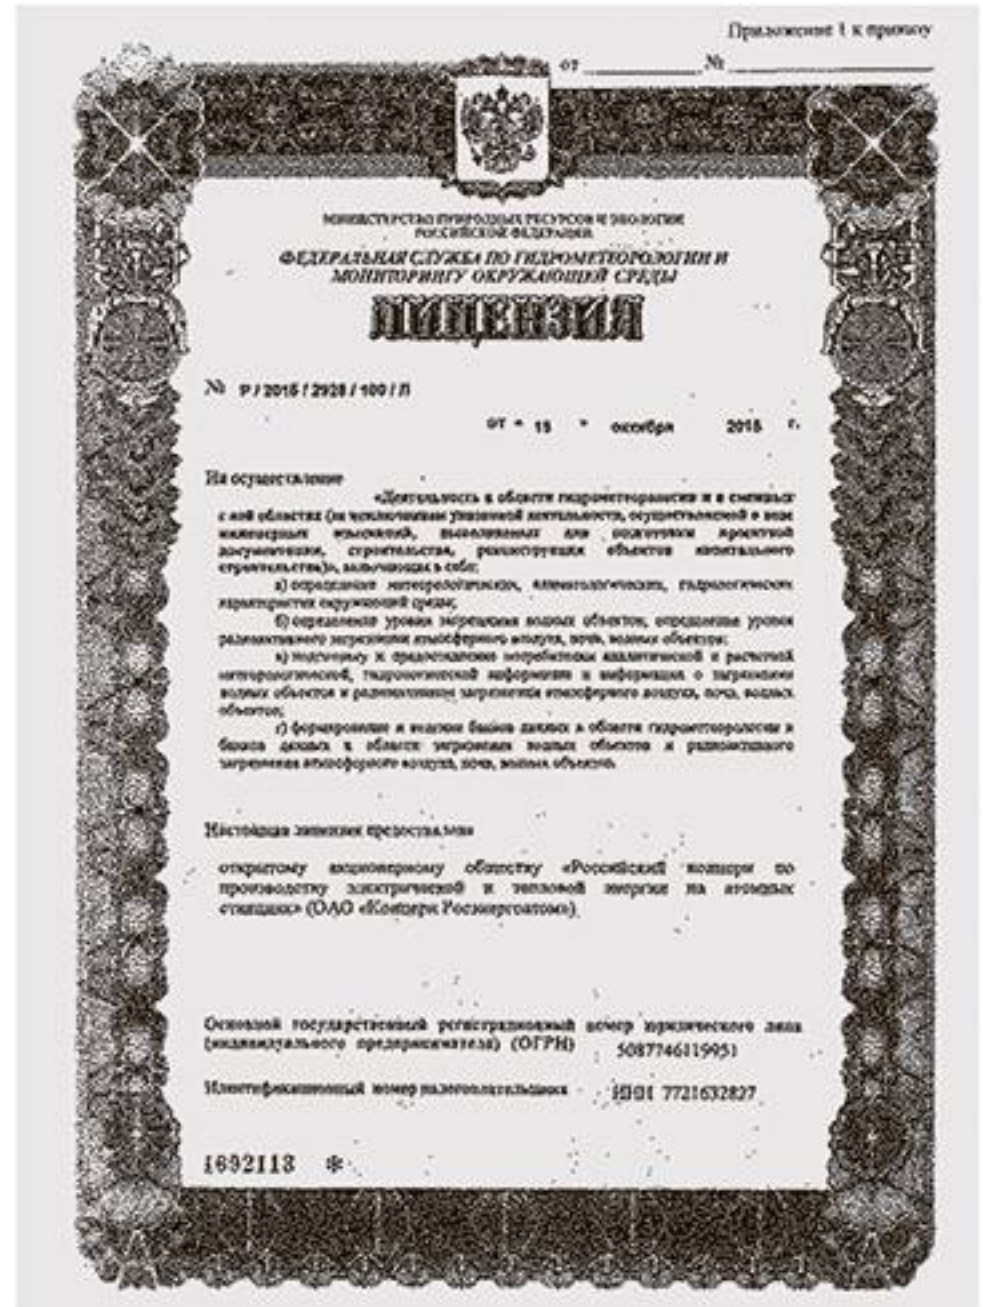 Приложение 1 к приказу
от ____________ № ____________
МИНИСТЕРСТВО ПРИРОДНЫХ РЕСУРСОВ И ЭКОЛОГИИ
РОССИЙСКОЙ ФЕДЕРАЦИИ
ФЕДЕРАЛЬНАЯ СЛУЖБА ПО ГИДРОМЕТЕОРОЛОГИИ И
МОНИТОРИНГУ ОКРУЖАЮЩЕЙ СРЕДЫ
ЛИЦЕНЗИЯ
№ Р / 2015 / 2928 / 100 / Л
от " 15 " октября 2015 г.
На осуществление
«Деятельность в области гидрометеорологии и в смежных
с ней областях (за исключением указанной деятельности, осуществляемой в ходе
инженерных изысканий, выполняемых для подготовки проектной
документации, строительства, реконструкции объектов капитального
строительства)», включающая в себя:
а) определение метеорологических, климатологических, гидрологических
характеристик окружающей среды;
б) определение уровня загрязнения водных объектов, определение уровня
радиоактивного загрязнения атмосферного воздуха, почв, водных объектов;
в) подготовку и предоставление потребителям аналитической и расчетной
метеорологической, гидрологической информации и информации о загрязнении
водных объектов и радиоактивном загрязнении атмосферного воздуха, почв, водных
объектов;
г) формирование и ведение банков данных в области гидрометеорологии и
банков данных в области загрязнения водных объектов и радиоактивного
загрязнения атмосферного воздуха, почв, водных объектов.
Настоящая лицензия предоставлена
открытому акционерному обществу «Российский концерн по
производству электрической и тепловой энергии на атомных
станциях» (ОАО «Концерн Росэнергоатом»)
Основной государственный регистрационный номер юридического лица
(индивидуального предпринимателя) (ОГРН) 5087746119951
Идентификационный номер налогоплательщика ИНН 7721632827
1692113 *